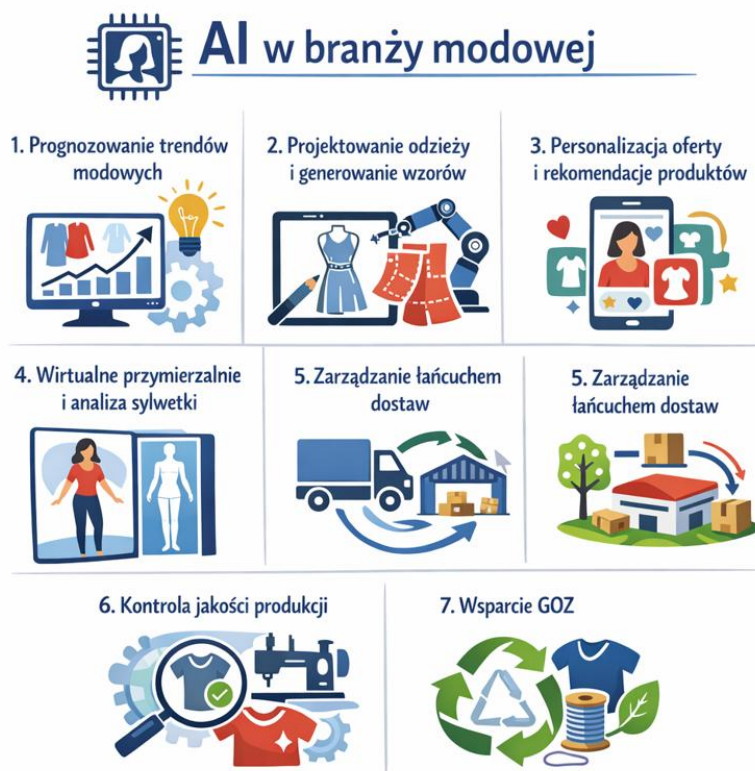 AI w branży modowej
1. Prognozowanie trendów
modowych
2. Projektowanie odzieży
i generowanie wzorów
3. Personalizacja oferty
i rekomendacje produktów
4. Wirtualne przymierzalnie
i analiza sylwetki
5. Zarządzanie łańcuchem
dostaw
5. Zarządzanie
łańcuchem dostaw
6. Kontrola jakości produkcji
7. Wsparcie GOZ